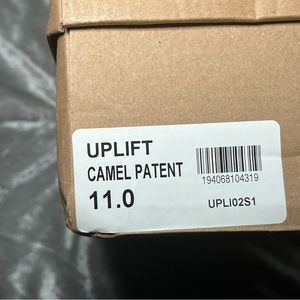 UPLIFT
CAMEL PATENT
11.0
194068104319
UPLI02S1